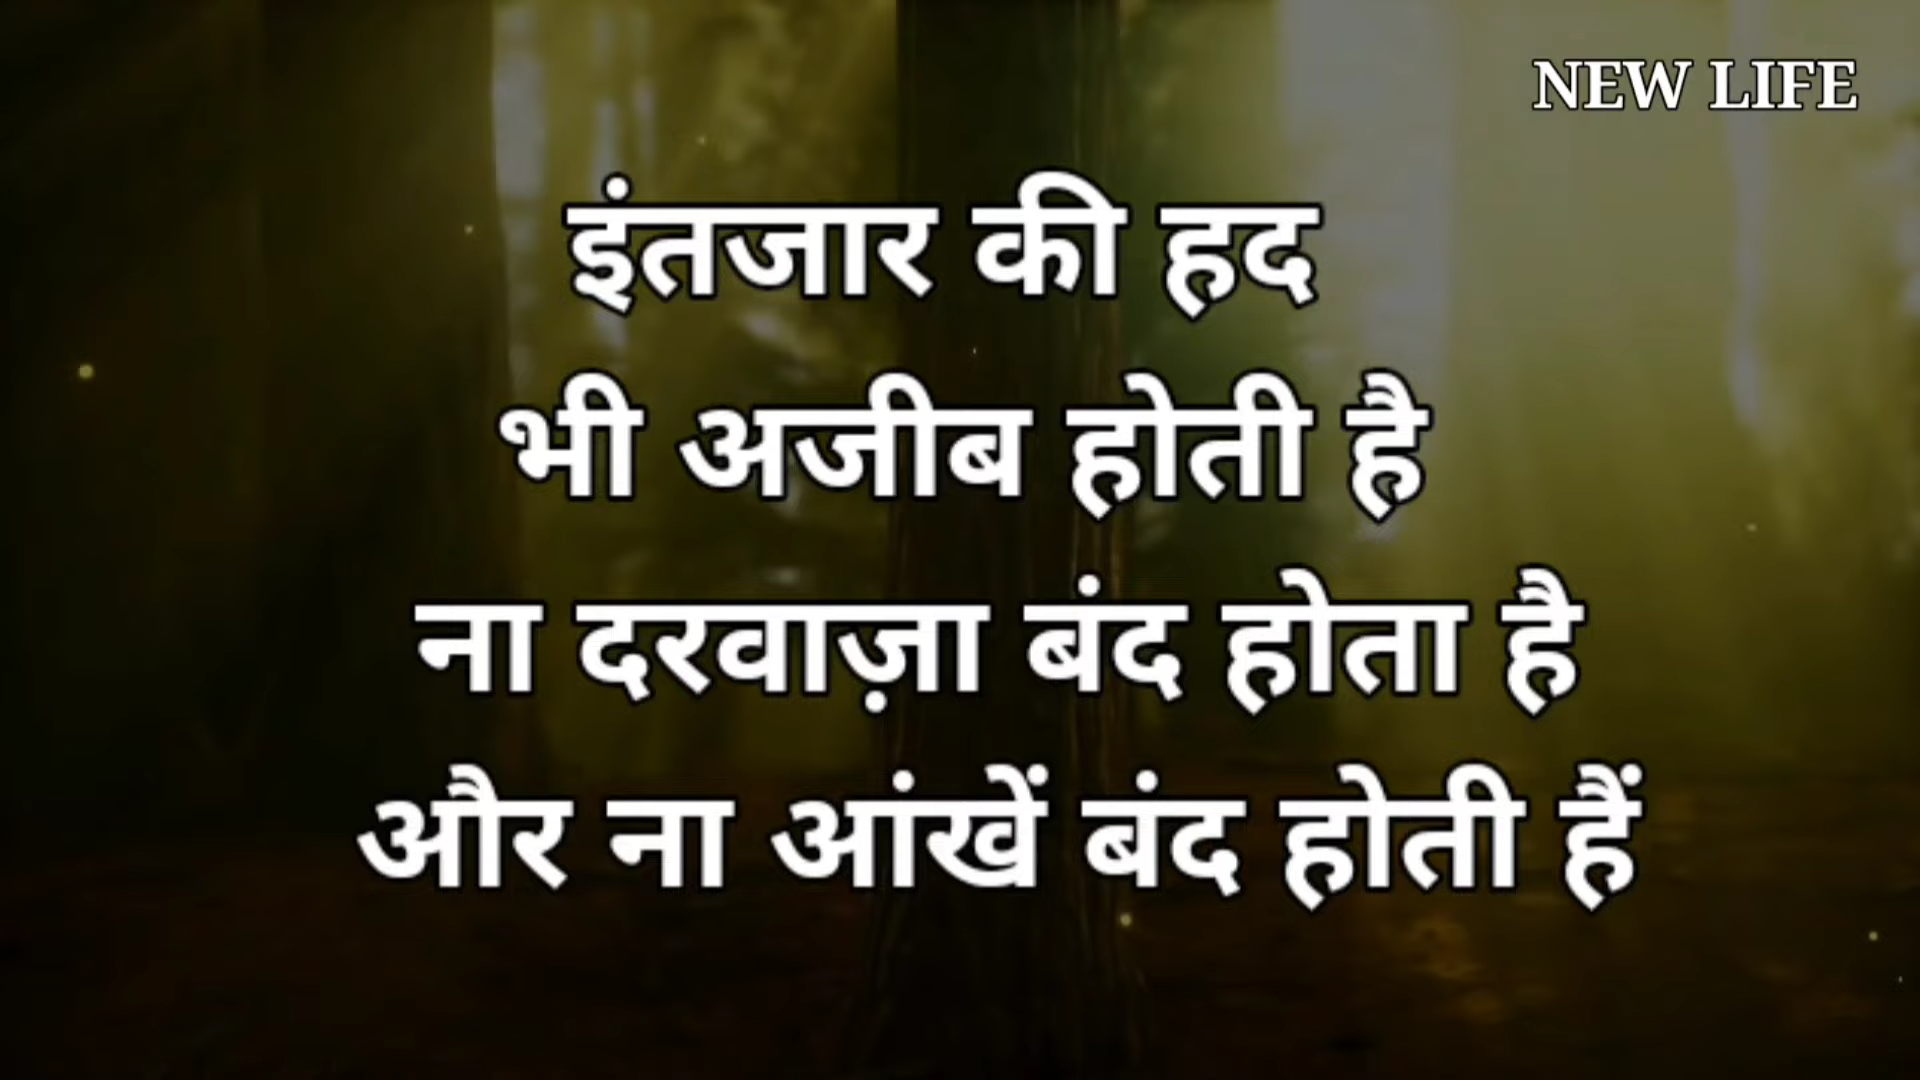 NEW LIFE
इंतजार की हद
भी अजीब होती है
ना दरवाज़ा बंद होता है
और ना आंखें बंद होती हैं